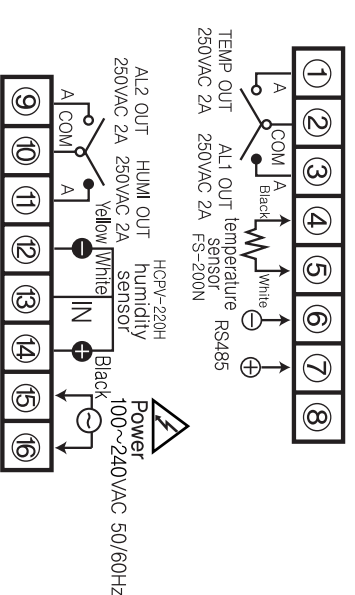 ① ② ③ ④ ⑤ ⑥ ⑦ ⑧
A COM A
Black White
− +
TEMP OUT
250VAC 2A
AL1 OUT
250VAC 2A
temperature
sensor
FS-200N
RS485
HCPV-220H
humidity
sensor
Power
100~240VAC 50/60Hz
AL2 OUT
250VAC 2A
HUMI OUT
250VAC 2A
Yellow White Black
A COM A − IN + ~
⑨ ⑩ ⑪ ⑫ ⑬ ⑭ ⑮ ⑯